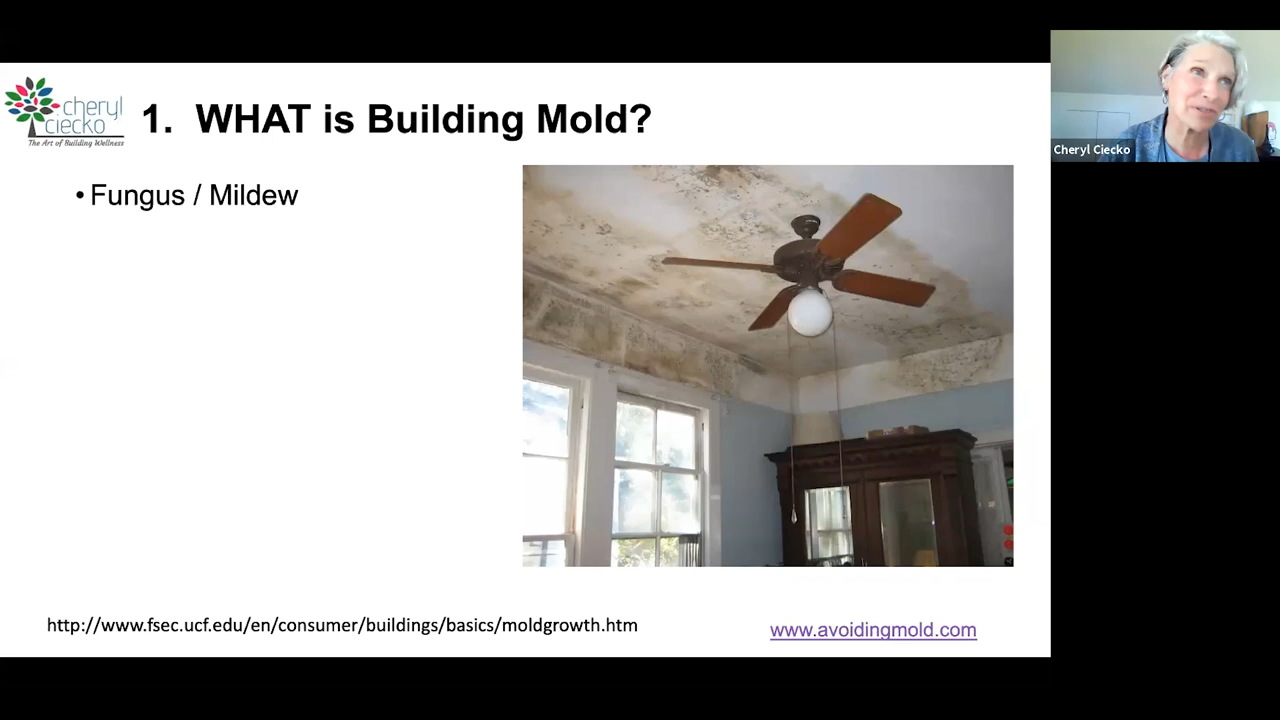 cheryl
ciecko
The Art of Building Wellness
1. WHAT is Building Mold?
• Fungus / Mildew
http://www.fsec.ucf.edu/en/consumer/buildings/basics/moldgrowth.htm
www.avoidingmold.com
Cheryl Ciecko